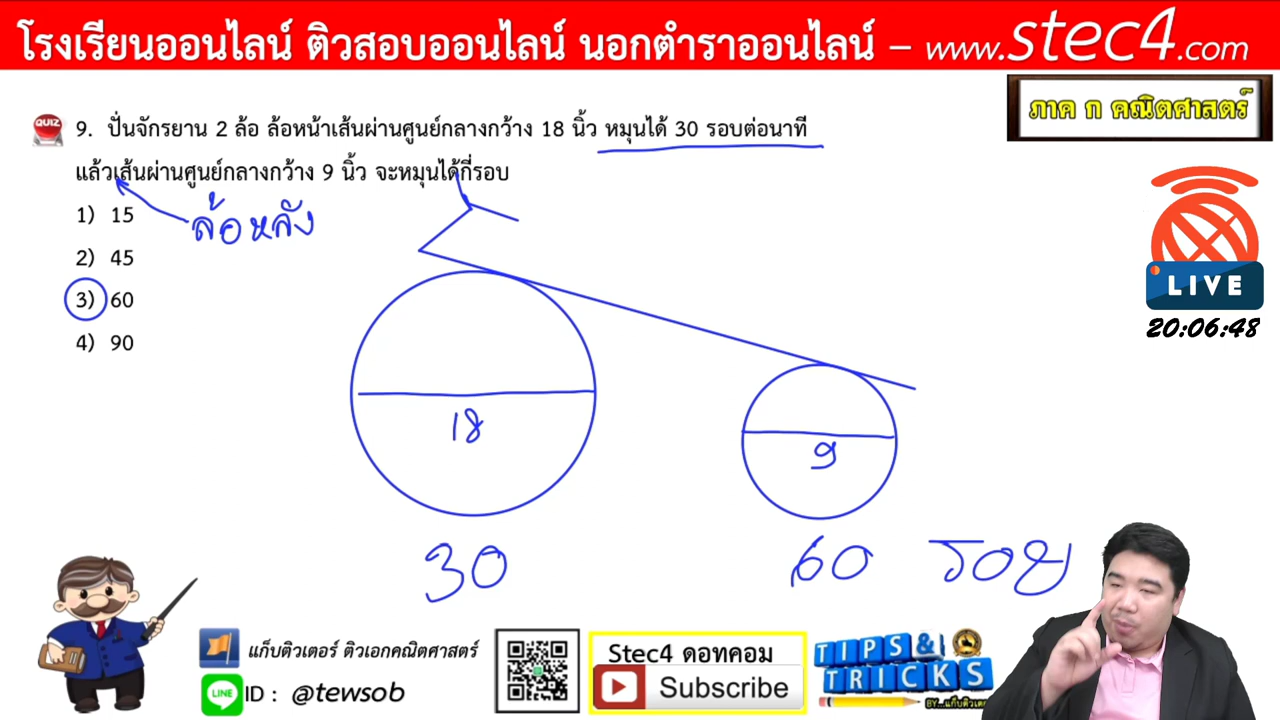 โรงเรียนออนไลน์ ติวสอบออนไลน์ นอกตำราออนไลน์ – www.stec4.com
ภาค ก คณิตศาสตร์
QUIZ
9. ปั่นจักรยาน 2 ล้อ ล้อหน้าเส้นผ่านศูนย์กลางกว้าง 18 นิ้ว หมุนได้ 30 รอบต่อนาที
แล้วเส้นผ่านศูนย์กลางกว้าง 9 นิ้ว จะหมุนได้กี่รอบ
1) 15
ล้อหลัง
2) 45
3) 60
4) 90
LIVE
20:06:48
18
9
30
60 รอบ
แก็บติวเตอร์ ติวเอกคณิตศาสตร์
LINE
ID : @tewsob
Stec4 ดอทคอม
Subscribe
TIPS &
TRICKS
BY...แก็บติวเต